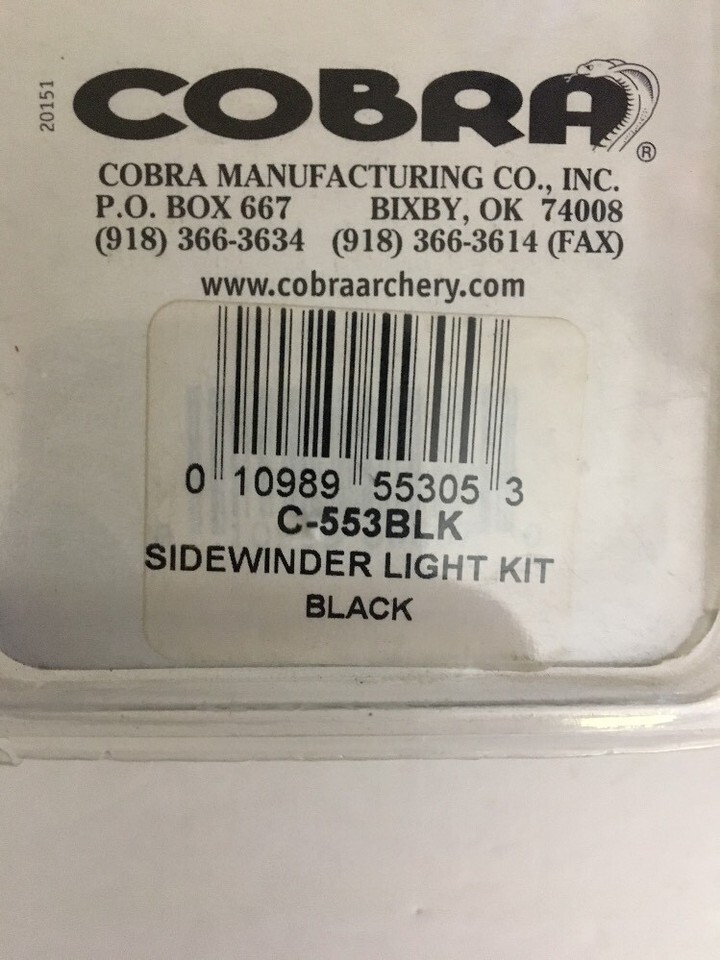 20151
COBRA®
COBRA MANUFACTURING CO., INC.
P.O. BOX 667 BIXBY, OK 74008
(918) 366-3634 (918) 366-3614 (FAX)
www.cobraarchery.com
0 10989 55305 3
C-553BLK
SIDEWINDER LIGHT KIT
BLACK